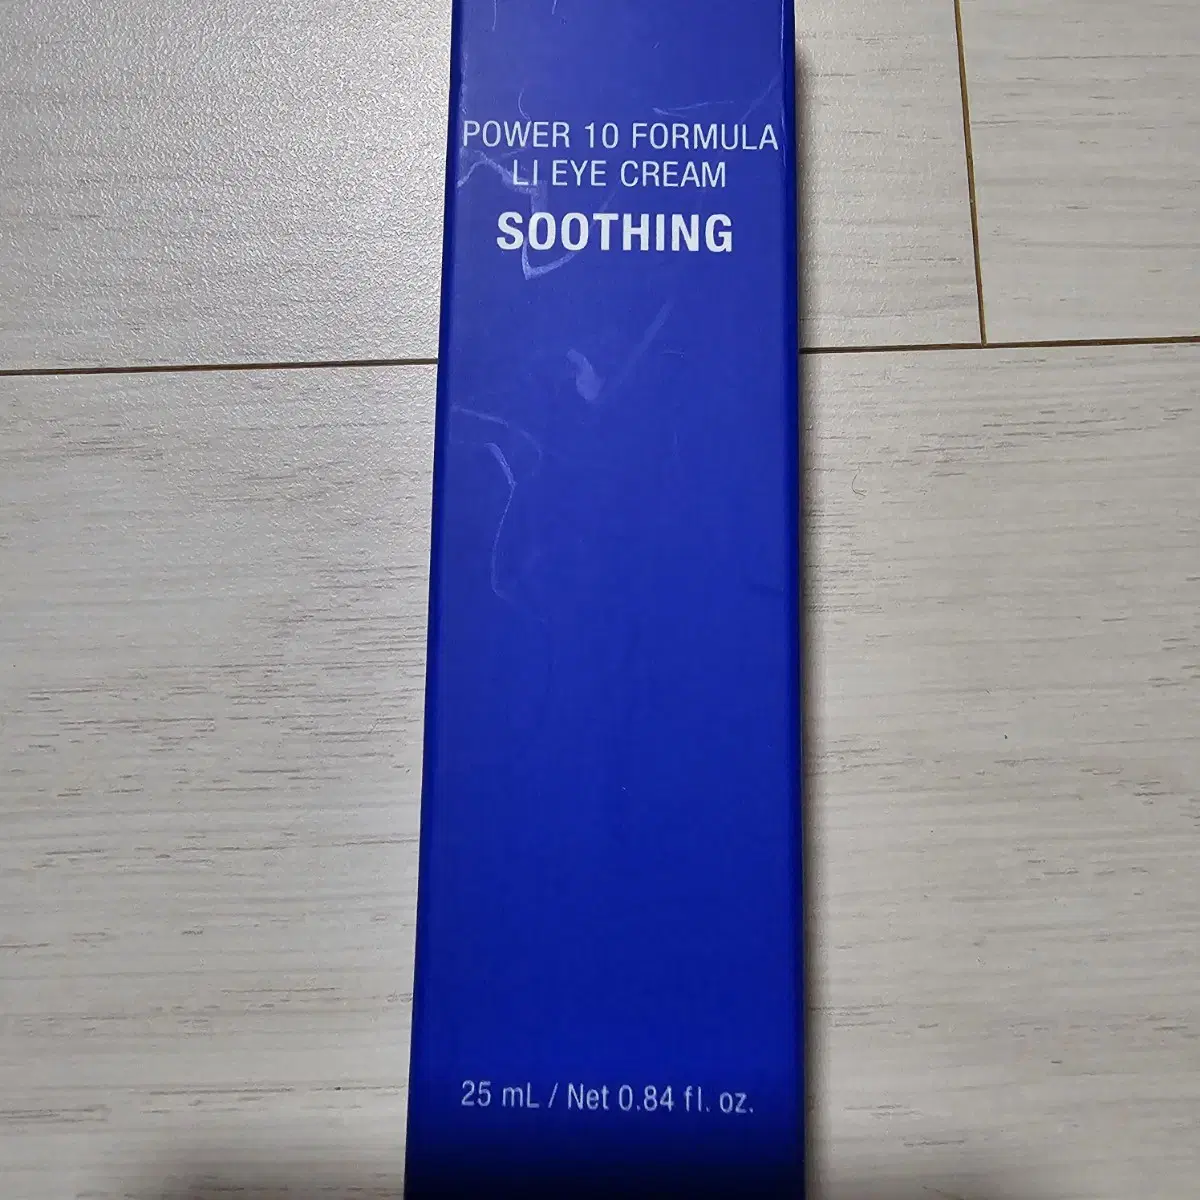 POWER 10 FORMULA
LI EYE CREAM
SOOTHING
25 mL / Net 0.84 fl. oz.